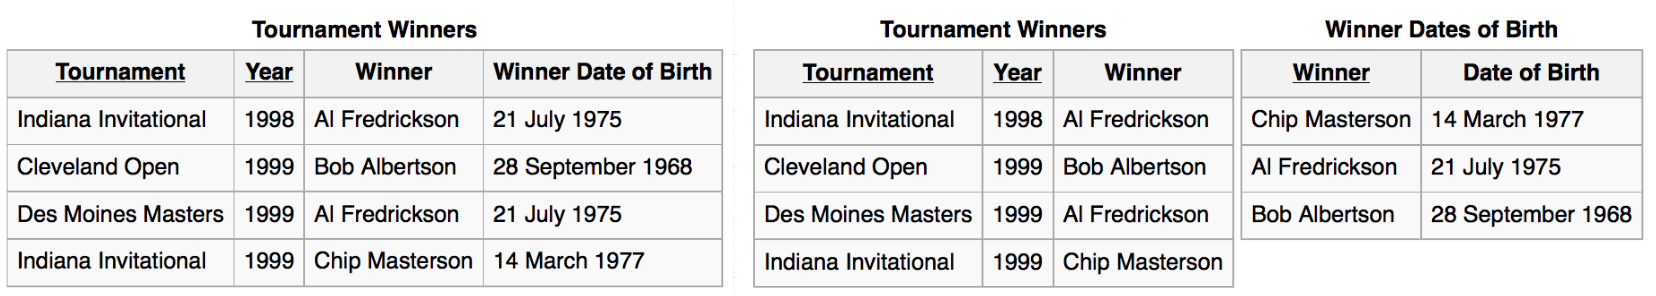 Tournament Winners
Tournament Year Winner Winner Date of Birth
Indiana Invitational 1998 Al Fredrickson 21 July 1975
Cleveland Open 1999 Bob Albertson 28 September 1968
Des Moines Masters 1999 Al Fredrickson 21 July 1975
Indiana Invitational 1999 Chip Masterson 14 March 1977
Tournament Winners
Tournament Year Winner
Indiana Invitational 1998 Al Fredrickson
Cleveland Open 1999 Bob Albertson
Des Moines Masters 1999 Al Fredrickson
Indiana Invitational 1999 Chip Masterson
Winner Dates of Birth
Winner Date of Birth
Chip Masterson 14 March 1977
Al Fredrickson 21 July 1975
Bob Albertson 28 September 1968